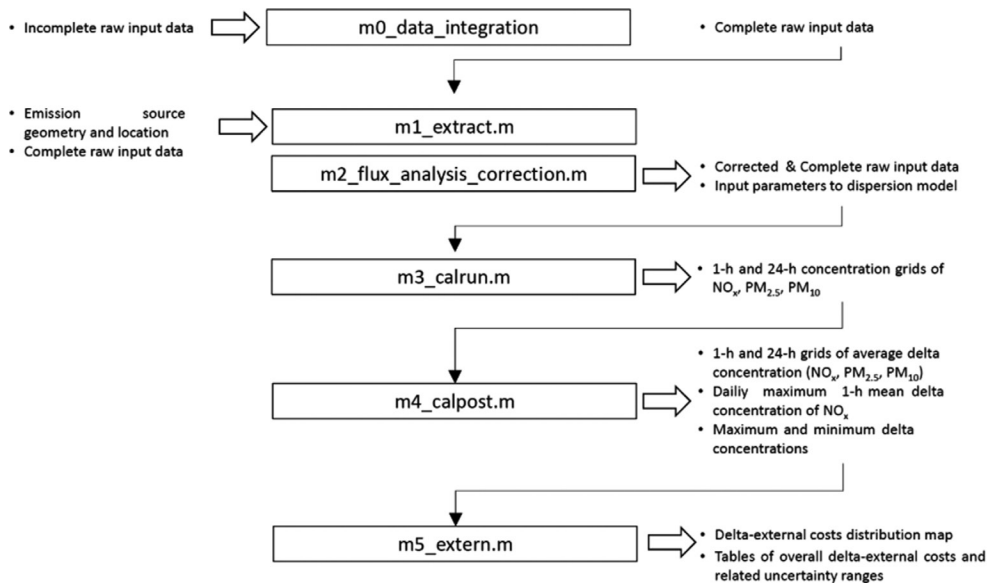 • Incomplete raw input data
m0_data_integration
• Complete raw input data
• Emission source
geometry and location
• Complete raw input data
m1_extract.m
m2_flux_analysis_correction.m
• Corrected & Complete raw input data
• Input parameters to dispersion model
m3_calrun.m
• 1-h and 24-h concentration grids of
NOx, PM2.5, PM10
m4_calpost.m
• 1-h and 24-h grids of average delta
concentration (NOx, PM2.5, PM10)
• Dailiy maximum 1-h mean delta
concentration of NOx
• Maximum and minimum delta
concentrations
m5_extern.m
• Delta-external costs distribution map
• Tables of overall delta-external costs and
related uncertainty ranges